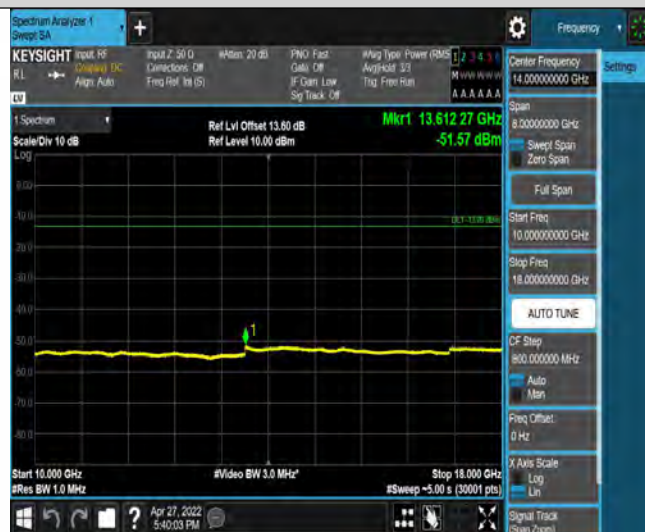 Spectrum Analyzer 1
Swept SA
Frequency
KEYSIGHT Input: RF
Coupling: DC
Align: Auto
Input Z: 50 Ω
Corrections: Off
Freq Ref: Int (S)
#Atten: 20 dB
PNO: Fast
Gate: Off
IF Gain: Low
Sig Track: Off
#Avg Type: Power (RMS
Avg|Hold: 3/3
Trig: Free Run
1 2 3 4 5 6
M W W W W W
A A A A A A
LV
Center Frequency
14.000000000 GHz
Settings
Span
8.00000000 GHz
Swept Span
Zero Span
Full Span
Start Freq
10.000000000 GHz
Stop Freq
18.000000000 GHz
AUTO TUNE
CF Step
800.000000 MHz
Auto
Man
Freq Offset
0 Hz
X Axis Scale
Log
Lin
Signal Track
(Span Zoom)
1 Spectrum
Scale/Div 10 dB
Log
Ref Lvl Offset 13.60 dB
Ref Level 10.00 dBm
Mkr1 13.612 27 GHz
-51.57 dBm
0.00
-10.0
-20.0
-30.0
-40.0
-50.0
-60.0
-70.0
-80.0
1
Start 10.000 GHz
#Res BW 1.0 MHz
#Video BW 3.0 MHz*
Stop 18.000 GHz
#Sweep ~5.00 s (30001 pts)
Apr 27, 2022
5:40:03 PM